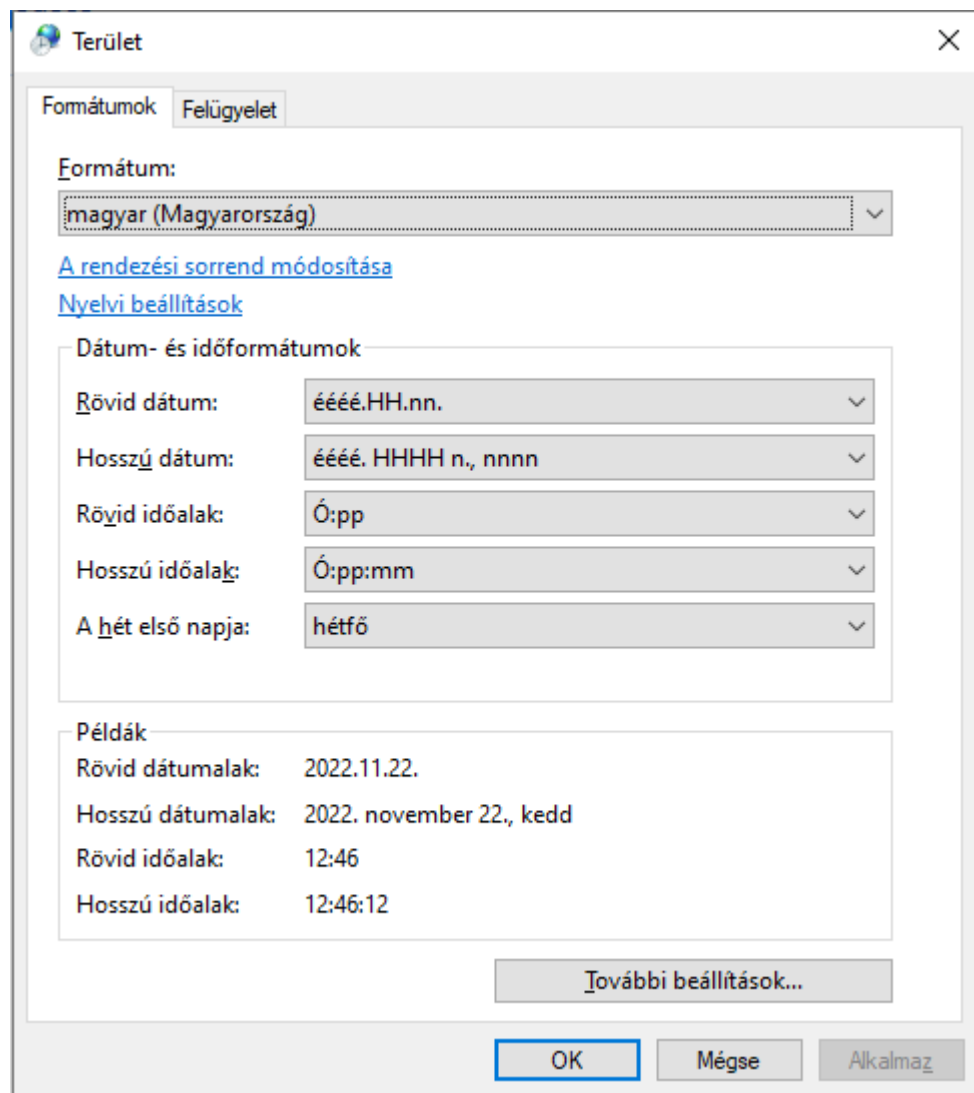 Terület
Formátumok Felügyelet
Formátum:
magyar (Magyarország)
A rendezési sorrend módosítása
Nyelvi beállítások
Dátum- és időformátumok
Rövid dátum: éééé.HH.nn.
Hosszú dátum: éééé. HHHH n., nnnn
Rövid időalak: Ó:pp
Hosszú időalak: Ó:pp:mm
A hét első napja: hétfő
Példák
Rövid dátumalak: 2022.11.22.
Hosszú dátumalak: 2022. november 22., kedd
Rövid időalak: 12:46
Hosszú időalak: 12:46:12
További beállítások...
OK Mégse Alkalmaz